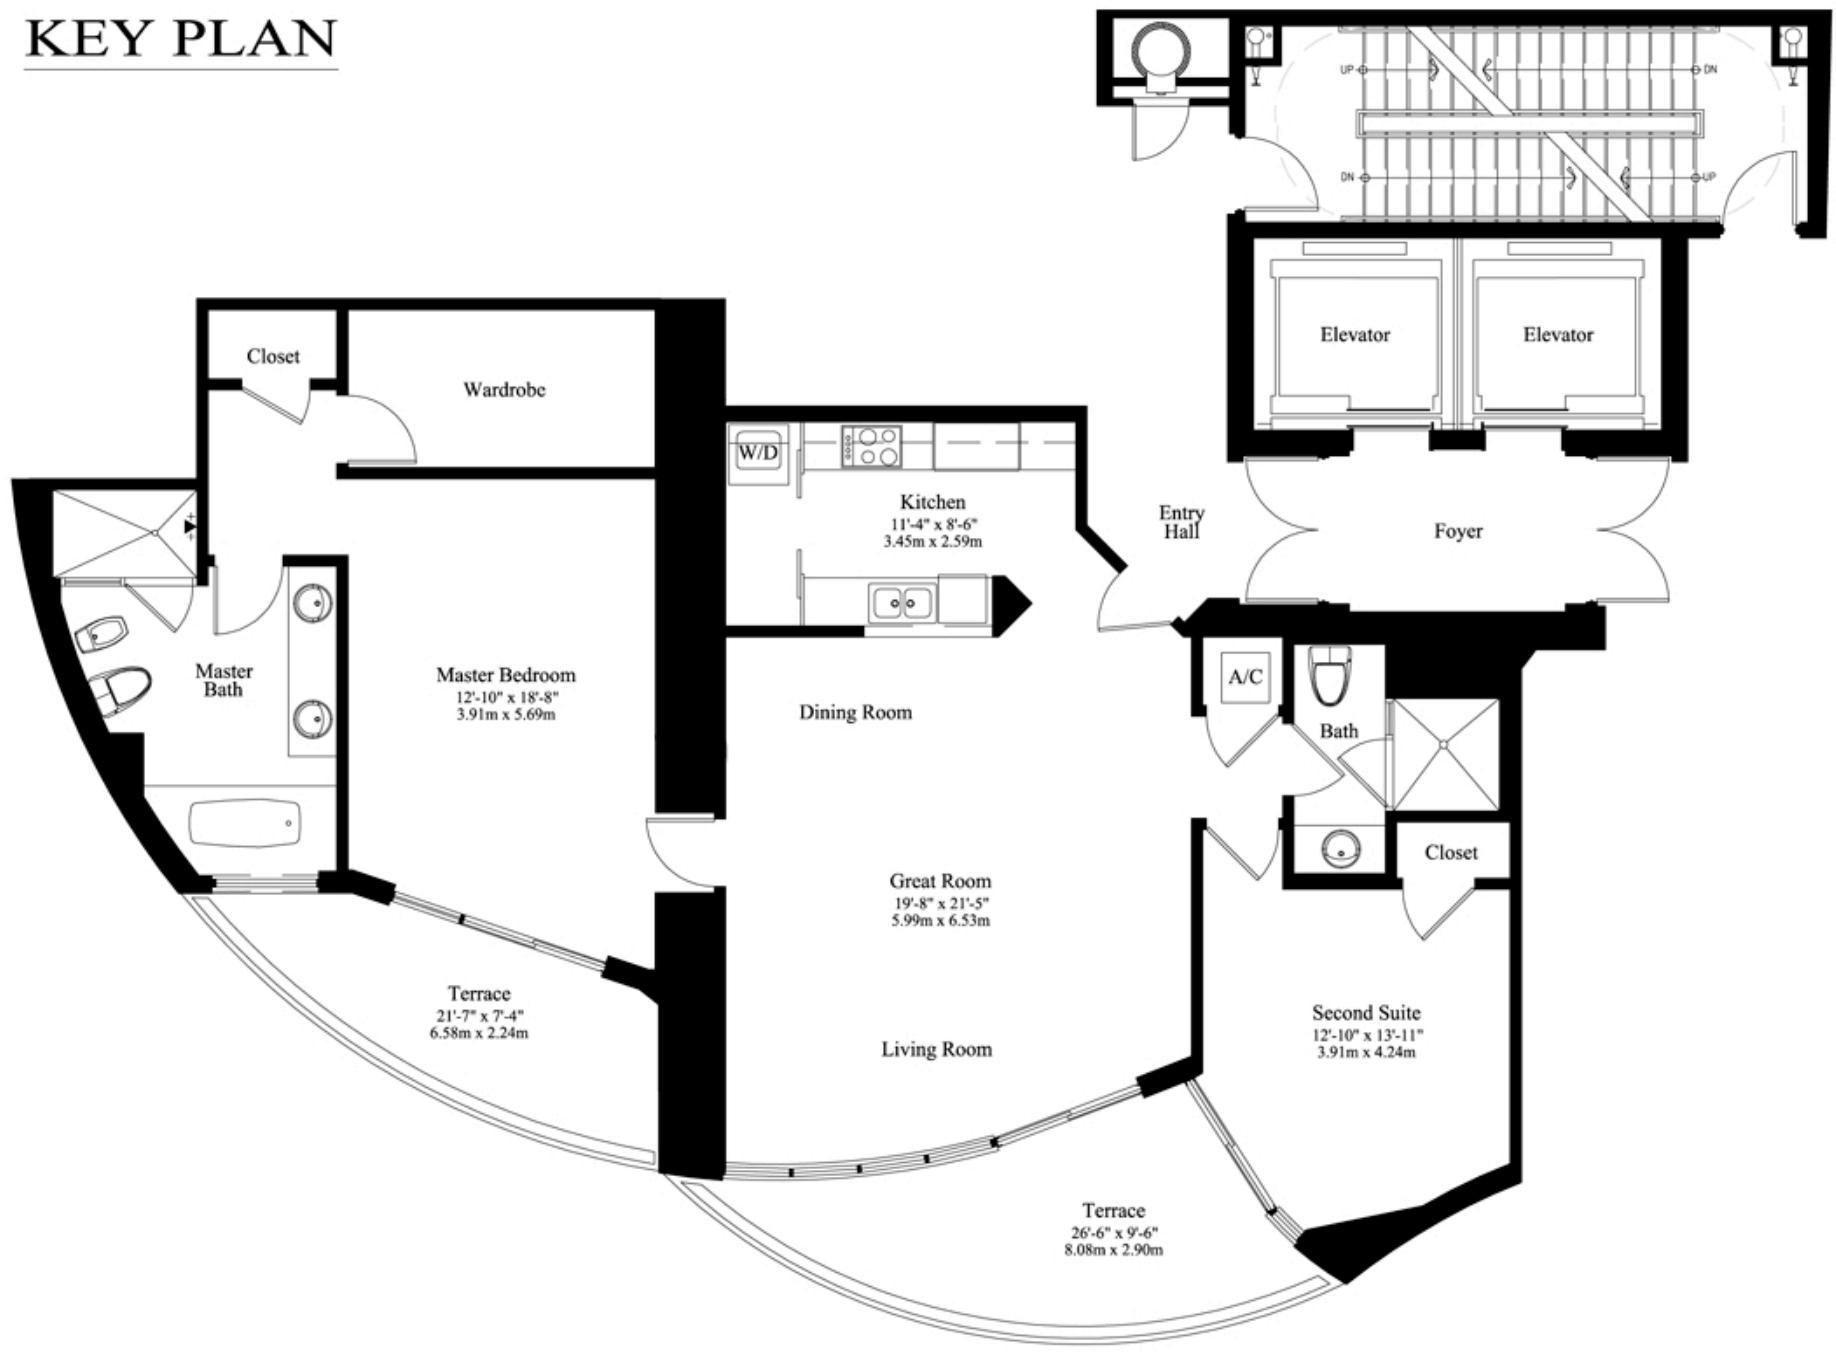 KEY PLAN
UP
DN
DN
UP
Elevator
Elevator
Closet
Wardrobe
W/D
Kitchen
11'-4" x 8'-6"
3.45m x 2.59m
Entry
Hall
Foyer
Master
Bath
Master Bedroom
12'-10" x 18'-8"
3.91m x 5.69m
Dining Room
A/C
Bath
Closet
Great Room
19'-8" x 21'-5"
5.99m x 6.53m
Terrace
21'-7" x 7'-4"
6.58m x 2.24m
Living Room
Second Suite
12'-10" x 13'-11"
3.91m x 4.24m
Terrace
26'-6" x 9'-6"
8.08m x 2.90m